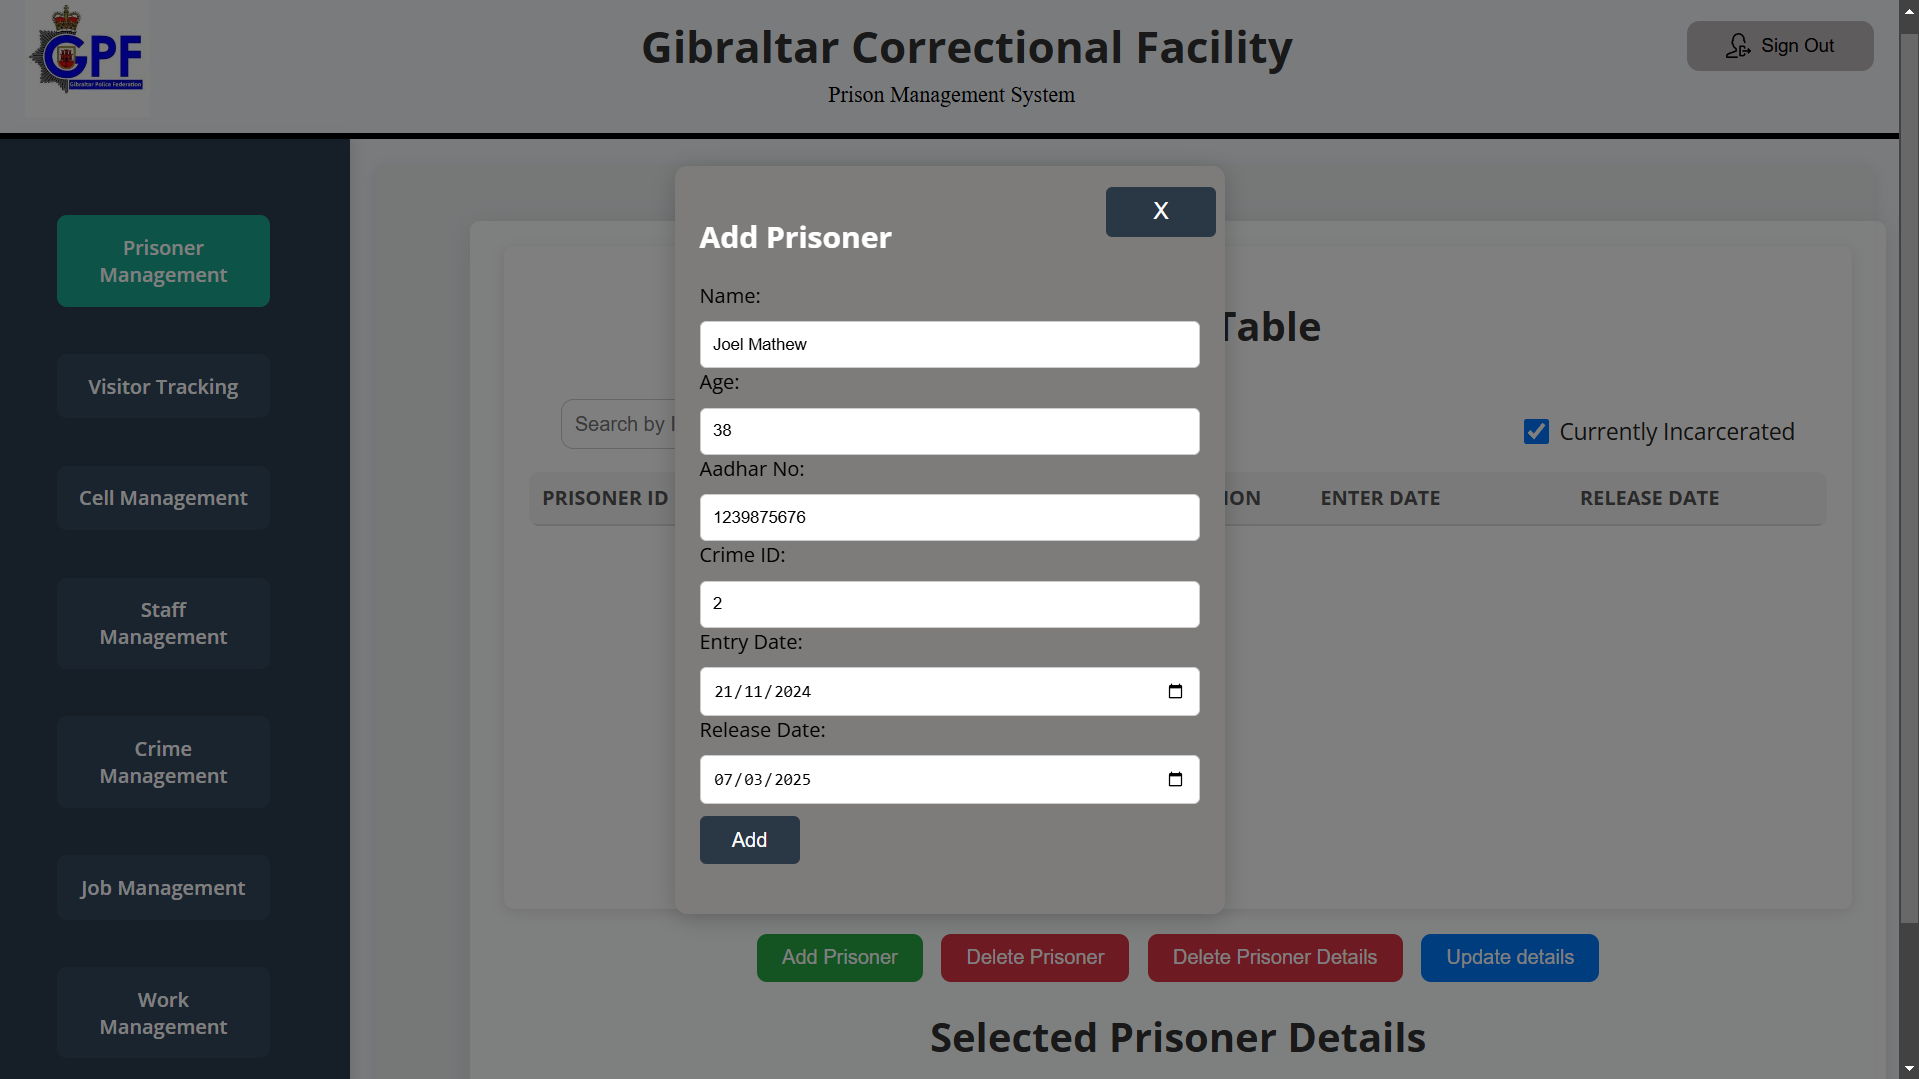 GPF
Gibraltar Police Federation
Gibraltar Correctional Facility
Prison Management System
Sign Out
Prisoner
Management
Visitor Tracking
Cell Management
Staff
Management
Crime
Management
Job Management
Work
Management
Table
Search by
Currently Incarcerated
PRISONER ID
ION
ENTER DATE
RELEASE DATE
X
Add Prisoner
Name:
Joel Mathew
Age:
38
Aadhar No:
1239875676
Crime ID:
2
Entry Date:
21/11/2024
Release Date:
07/03/2025
Add
Add Prisoner
Delete Prisoner
Delete Prisoner Details
Update details
Selected Prisoner Details